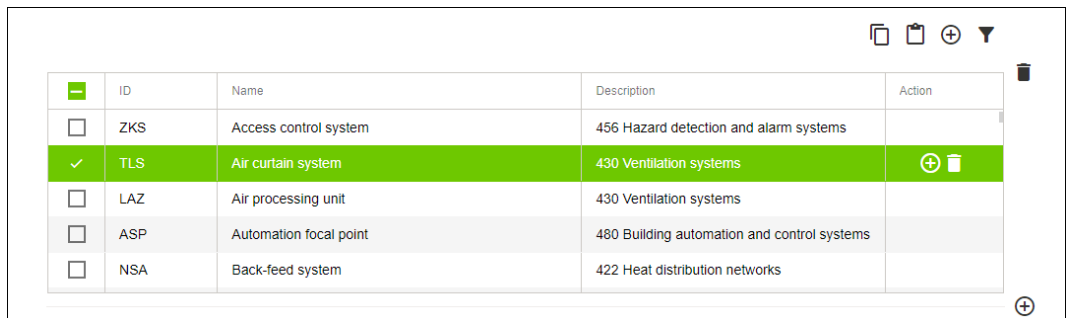 ID Name Description Action
ZKS Access control system 456 Hazard detection and alarm systems
TLS Air curtain system 430 Ventilation systems
LAZ Air processing unit 430 Ventilation systems
ASP Automation focal point 480 Building automation and control systems
NSA Back-feed system 422 Heat distribution networks